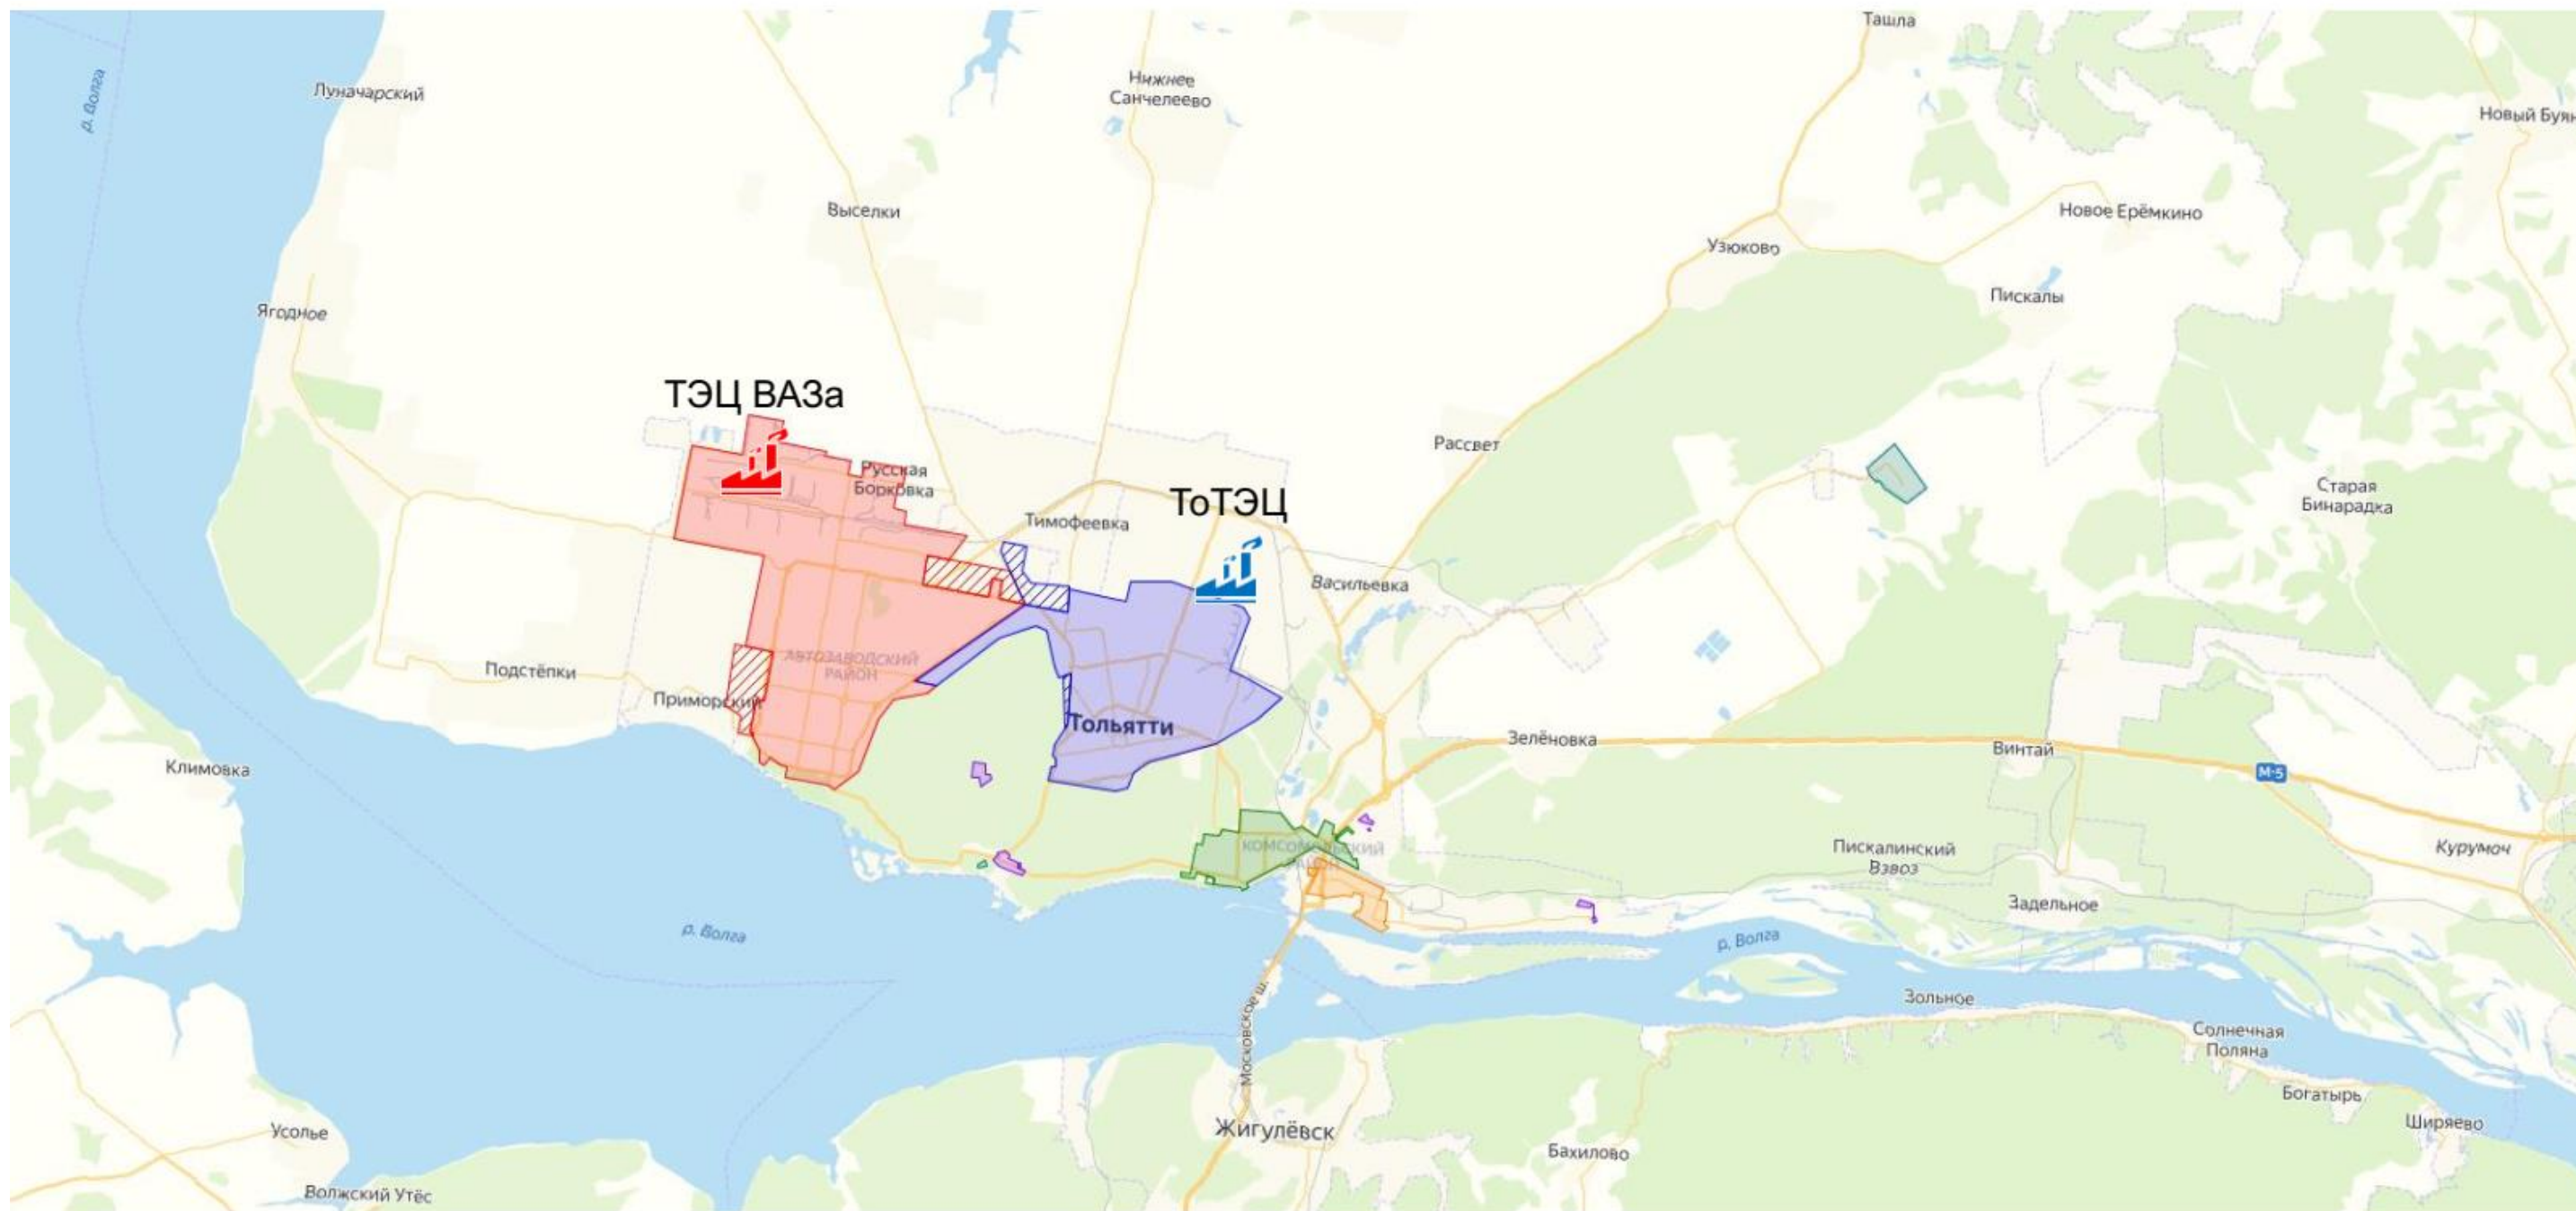 Ташла
р. Волга
Луначарский
Нижнее
Санчелеево
Новый Буян
Выселки
Новое Ерёмкино
Узюково
Пискалы
Ягодное
ТЭЦ ВАЗа
Рассвет
Русская
Борковка
Старая
Бинарадка
ТоТЭЦ
Тимофеевка
Васильевка
АВТОЗАВОДСКИЙ
РАЙОН
Подстёпки
Приморский
Тольятти
Зелёновка
Винтай
Климовка
М-5
КОМСОМОЛЬСКИЙ
Пискалинский
Взвоз
Курумоч
Задельное
р. Волга
р. Волга
Зольное
Московское ш.
Солнечная
Поляна
Богатырь
Ширяево
Усолье
Жигулёвск
Бахилово
Волжский Утёс